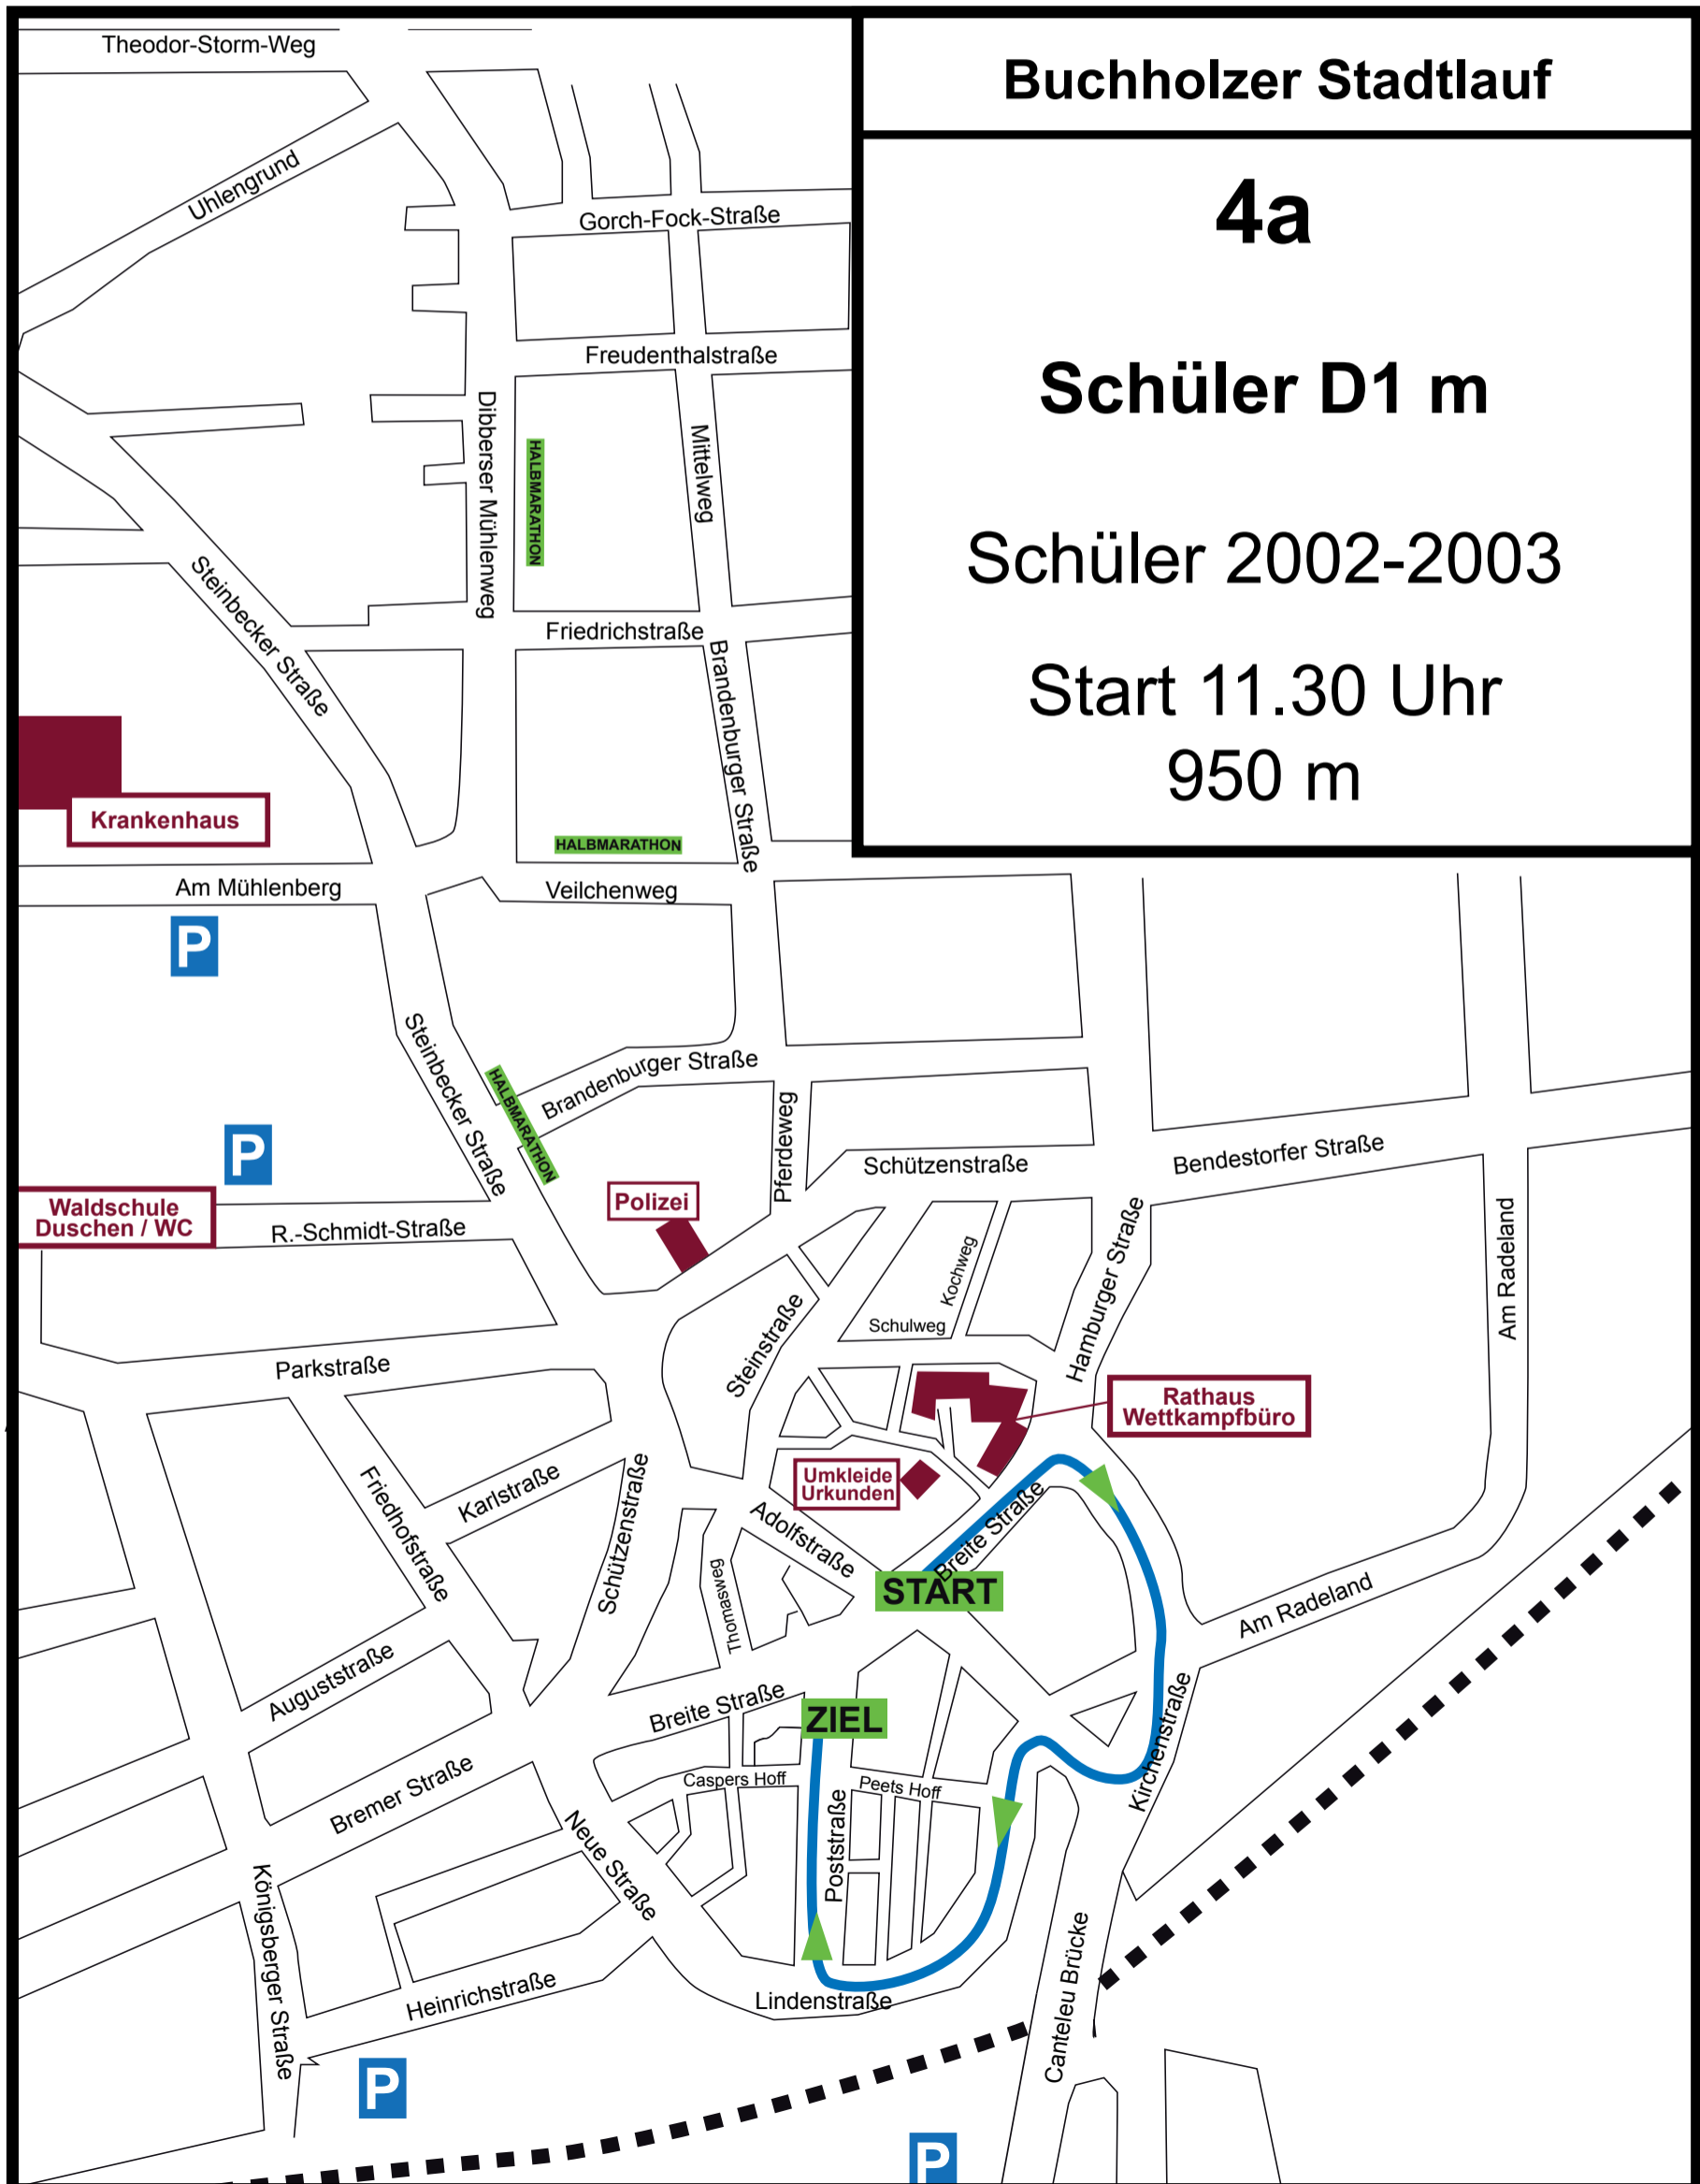 Theodor-Storm-Weg
Buchholzer Stadtlauf
4a
Schüler D1 m
Schüler 2002-2003
Start 11.30 Uhr
950 m
Uhlengrund
Gorch-Fock-Straße
Freudenthalstraße
Dibberser Mühlenweg
HALBMARATHON
Mittelweg
Steinbecker Straße
Friedrichstraße
Brandenburger Straße
Krankenhaus
HALBMARATHON
Am Mühlenberg
Veilchenweg
P
Steinbecker Straße
HALBMARATHON
Brandenburger Straße
Pferdeweg
P
Schützenstraße
Bendestorfer Straße
Waldschule
Duschen / WC
R.-Schmidt-Straße
Polizei
Kochweg
Hamburger Straße
Am Radeland
Schulweg
Steinstraße
Parkstraße
Rathaus
Wettkampfbüro
Umkleide
Urkunden
Friedhofstraße
Karlstraße
Schützenstraße
Adolfstraße
Breite Straße
Thomasweg
START
Am Radeland
Auguststraße
Breite Straße
ZIEL
Kirchenstraße
Bremer Straße
Caspers Hoff
Peets Hoff
Neue Straße
Poststraße
Königsberger Straße
Heinrichstraße
Lindenstraße
Canteleu Brücke
P
P